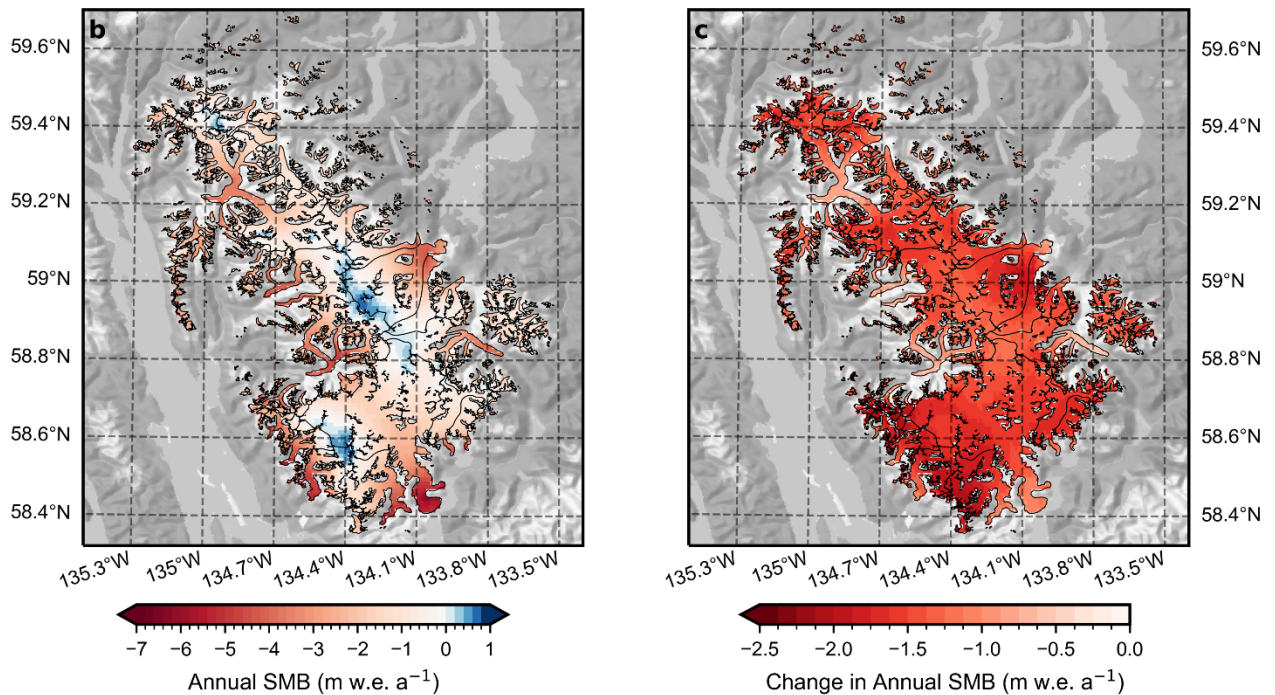 b
c
59.6°N
59.4°N
59.2°N
59°N
58.8°N
58.6°N
58.4°N
59.6°N
59.4°N
59.2°N
59°N
58.8°N
58.6°N
58.4°N
135.3°W 135°W 134.7°W 134.4°W 134.1°W 133.8°W 133.5°W
135.3°W 135°W 134.7°W 134.4°W 134.1°W 133.8°W 133.5°W
−7 −6 −5 −4 −3 −2 −1 0 1
−2.5 −2.0 −1.5 −1.0 −0.5 0.0
Annual SMB (m w.e. a⁻¹)
Change in Annual SMB (m w.e. a⁻¹)